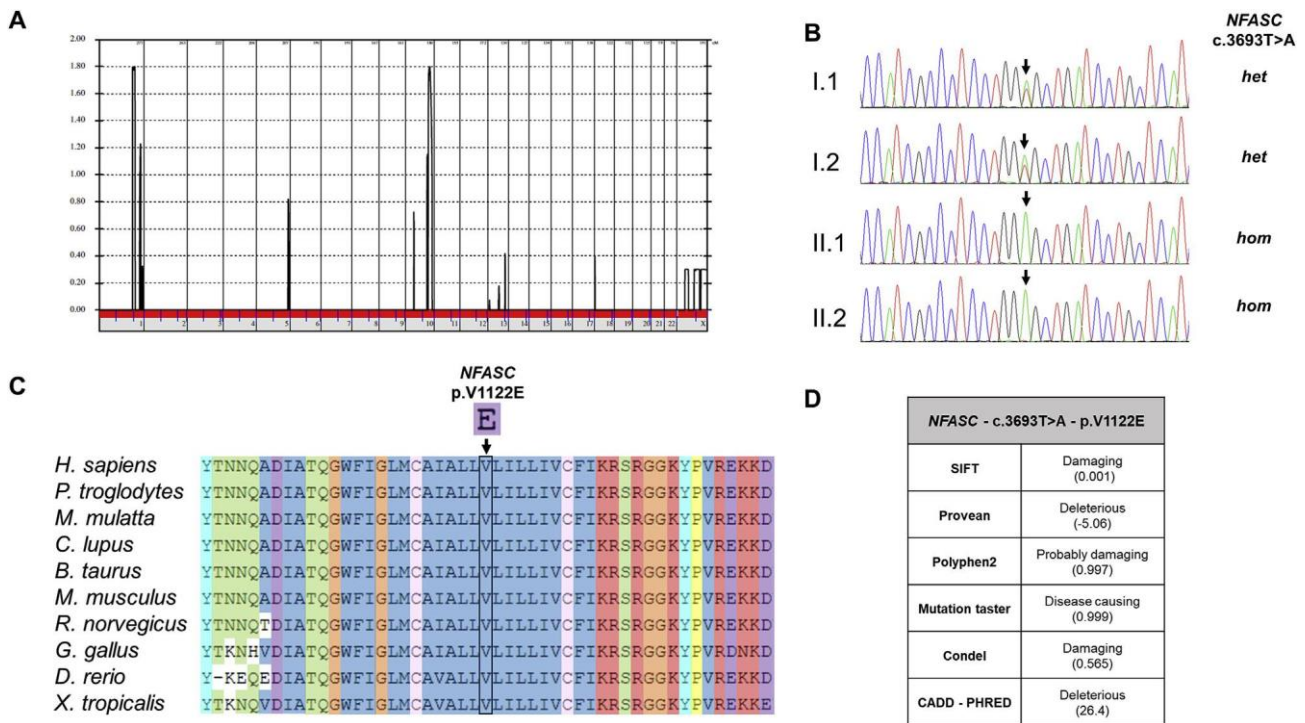 A
2.00
1.80
1.60
1.40
1.20
1.00
0.80
0.60
0.40
0.20
0.00
1 2 3 4 5 6 7 8 9 10 11 12 13 14 15 16 17 18 19 20 21 22 X
B
NFASC
c.3693T>A
I.1 het
I.2 het
II.1 hom
II.2 hom
C
NFASC
p.V1122E
E
H. sapiens YTNNQADIATQGWFIGLMCAIALLVLILLIVCFIKRSRGGKYPVREKKD
P. troglodytes YTNNQADIATQGWFIGLMCAIALLVLILLIVCFIKRSRGGKYPVREKKD
M. mulatta YTNNQADIATQGWFIGLMCAIALLVLILLIVCFIKRSRGGKYPVREKKD
C. lupus YTNNQADIATQGWFIGLMCAIALLVLILLIVCFIKRSRGGKYPVREKKD
B. taurus YTNNQADIATQGWFIGLMCAIALLVLILLIVCFIKRSRGGKYPVREKKD
M. musculus YTNNQADIATQGWFIGLMCAIALLVLILLIVCFIKRSRGGKYPVREKKD
R. norvegicus YTNNQTDIATQGWFIGLMCAIALLVLILLIVCFIKRSRGGKYPVREKKD
G. gallus YTKNHVDIATQGWFIGLMCAIALLVLILLIVCFIKRSRGGKYPVRDNKD
D. rerio Y-KEQEDIATQGWFIGLMCAVALLVLILLIVCFIKRSRGGKYPVREKKD
X. tropicalis YTKNQVDIATQGWFIGLMCAVALLVLILLIVCFIKRSRGGKYPVREKKE
D
NFASC - c.3693T>A - p.V1122E
SIFT Damaging
(0.001)
Provean Deleterious
(-5.06)
Polyphen2 Probably damaging
(0.997)
Mutation taster Disease causing
(0.999)
Condel Damaging
(0.565)
CADD - PHRED Deleterious
(26.4)